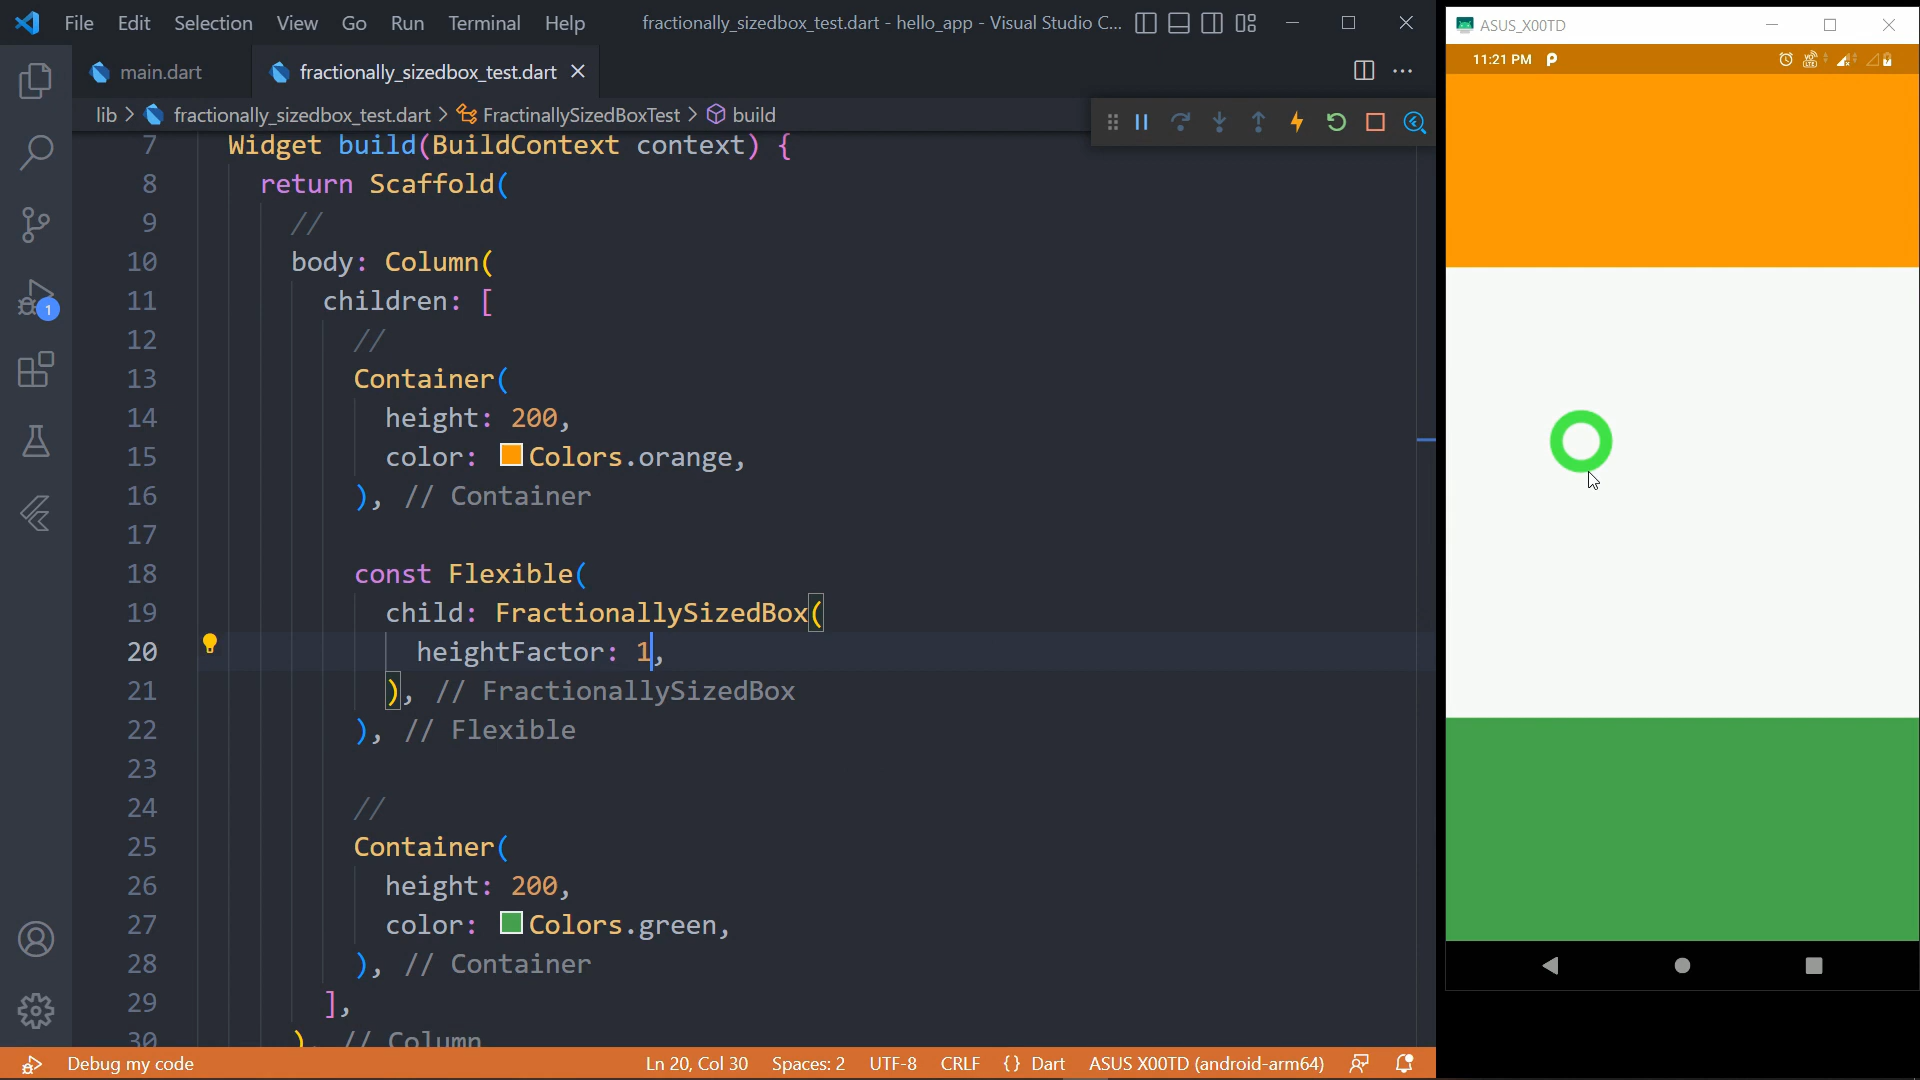 File Edit Selection View Go Run Terminal Help
fractionally_sizedbox_test.dart - hello_app - Visual Studio C...
ASUS_X00TD
main.dart
fractionally_sizedbox_test.dart
11:21 PM
lib > fractionally_sizedbox_test.dart > FractinallySizedBoxTest > build
7 Widget build(BuildContext context) {
8 return Scaffold(
9 //
10 body: Column(
11 children: [
12 //
13 Container(
14 height: 200,
15 color: Colors.orange,
16 ), // Container
17
18 const Flexible(
19 child: FractionallySizedBox(
20 heightFactor: 1,
21 ), // FractionallySizedBox
22 ), // Flexible
23
24 //
25 Container(
26 height: 200,
27 color: Colors.green,
28 ), // Container
29 ],
30 ), // Column
1
Debug my code
Ln 20, Col 30 Spaces: 2 UTF-8 CRLF {} Dart ASUS X00TD (android-arm64)